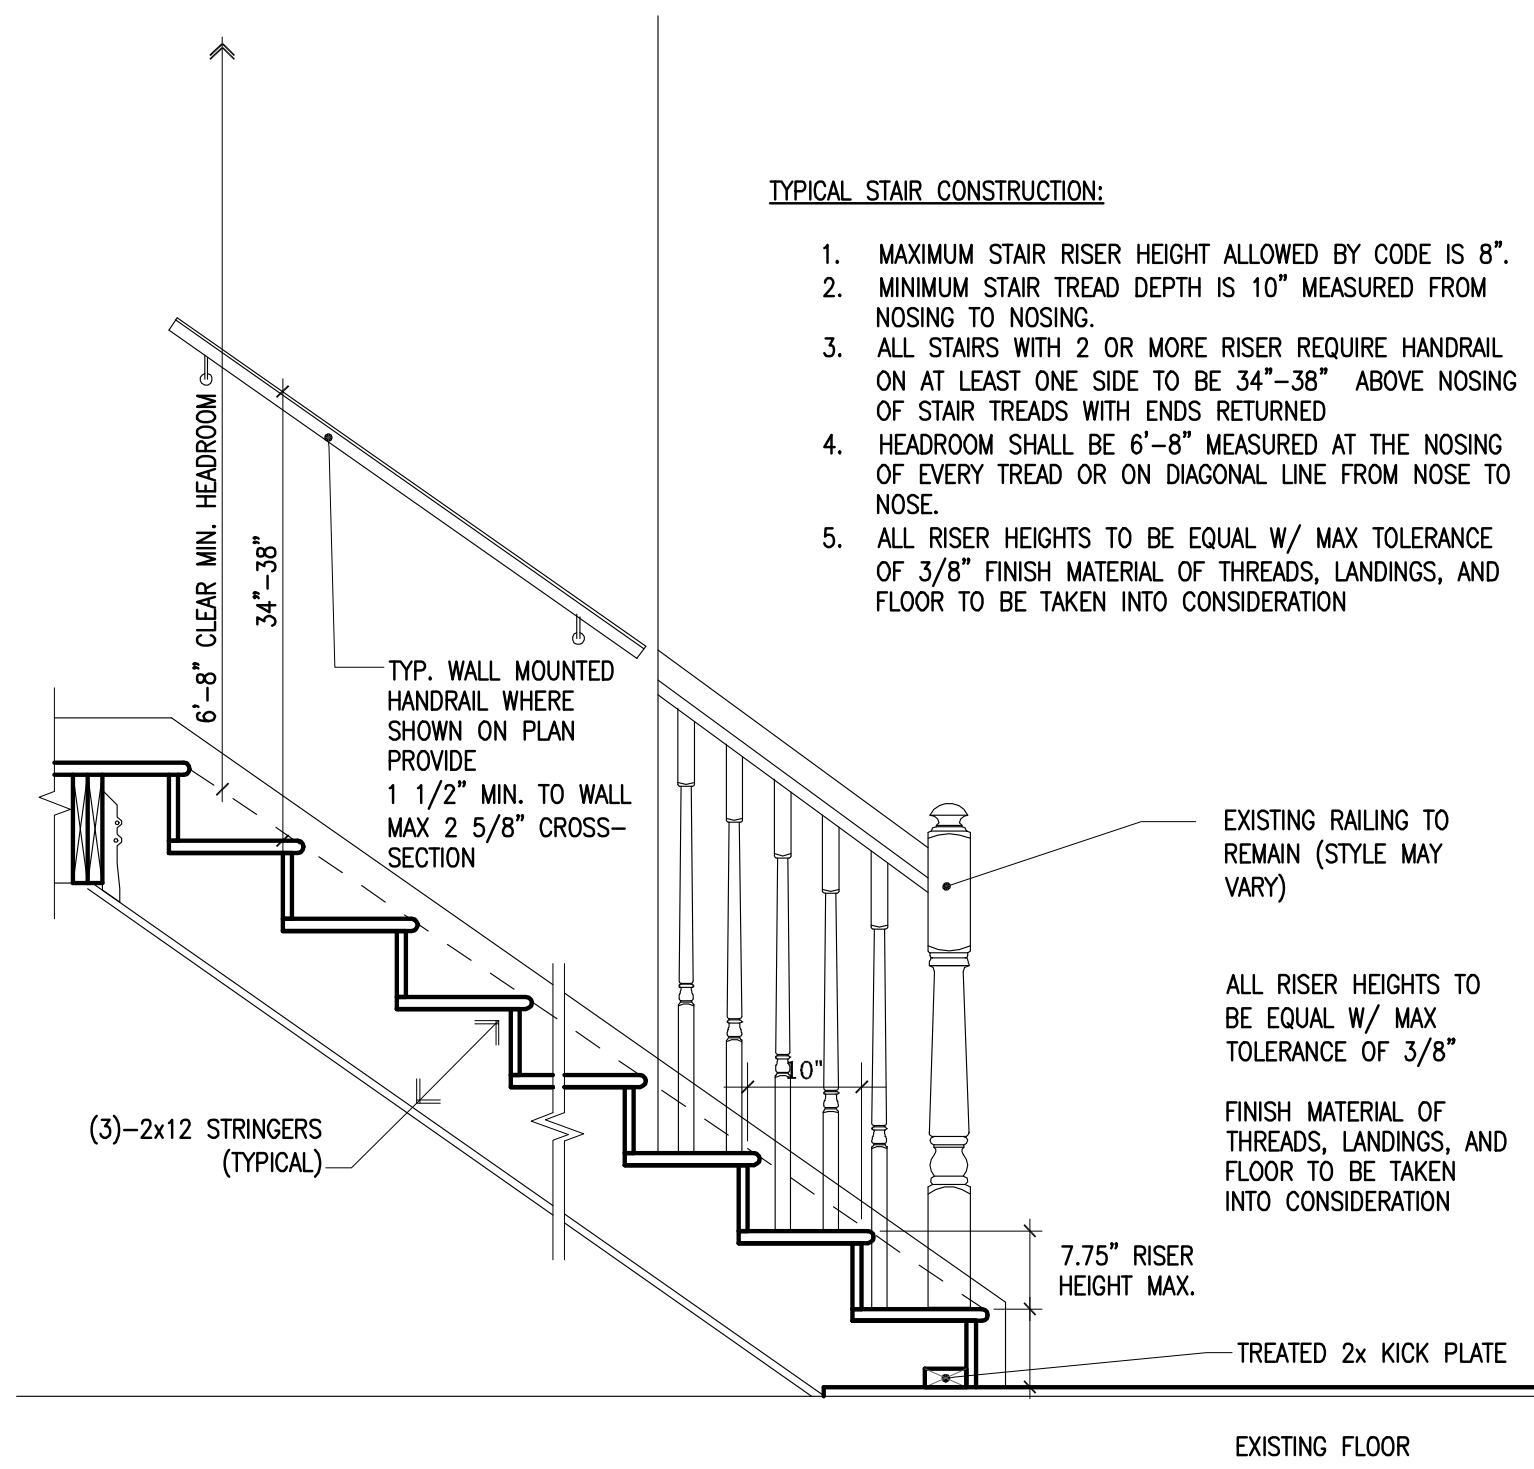 TYPICAL STAIR CONSTRUCTION:
1. MAXIMUM STAIR RISER HEIGHT ALLOWED BY CODE IS 8".
2. MINIMUM STAIR TREAD DEPTH IS 10" MEASURED FROM
NOSING TO NOSING.
3. ALL STAIRS WITH 2 OR MORE RISER REQUIRE HANDRAIL
ON AT LEAST ONE SIDE TO BE 34"-38" ABOVE NOSING
OF STAIR TREADS WITH ENDS RETURNED
4. HEADROOM SHALL BE 6'-8" MEASURED AT THE NOSING
OF EVERY TREAD OR ON DIAGONAL LINE FROM NOSE TO
NOSE.
5. ALL RISER HEIGHTS TO BE EQUAL W/ MAX TOLERANCE
OF 3/8" FINISH MATERIAL OF THREADS, LANDINGS, AND
FLOOR TO BE TAKEN INTO CONSIDERATION
6'-8" CLEAR MIN. HEADROOM
34"-38"
TYP. WALL MOUNTED
HANDRAIL WHERE
SHOWN ON PLAN
PROVIDE
1 1/2" MIN. TO WALL
MAX 2 5/8" CROSS-
SECTION
EXISTING RAILING TO
REMAIN (STYLE MAY
VARY)
ALL RISER HEIGHTS TO
BE EQUAL W/ MAX
TOLERANCE OF 3/8"
FINISH MATERIAL OF
THREADS, LANDINGS, AND
FLOOR TO BE TAKEN
INTO CONSIDERATION
10"
(3)-2x12 STRINGERS
(TYPICAL)
7.75" RISER
HEIGHT MAX.
TREATED 2x KICK PLATE
EXISTING FLOOR